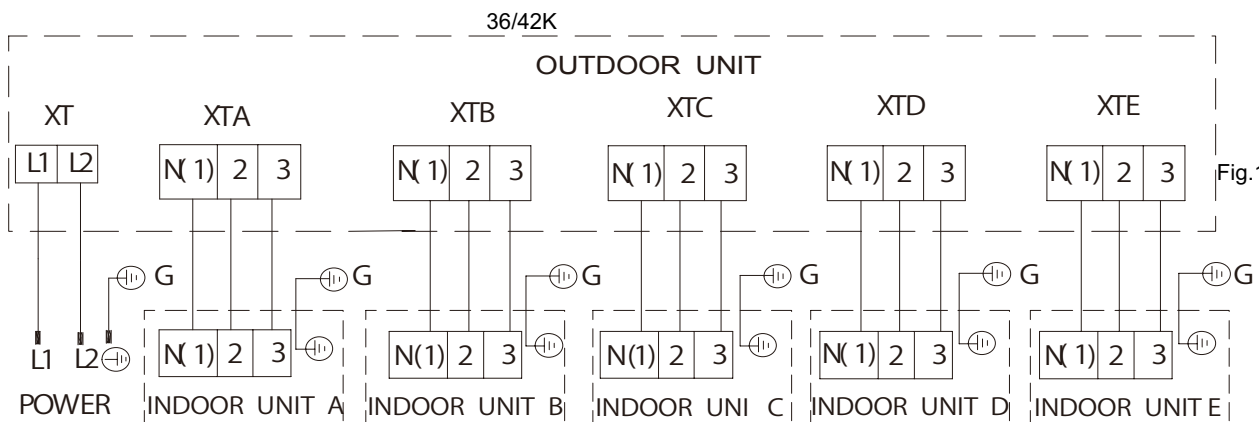 36/42K
OUTDOOR UNIT
XT XTA XTB XTC XTD XTE
L1 L2 N(1) 2 3 N(1) 2 3 N(1) 2 3 N(1) 2 3 N(1) 2 3
G G G G G G
N(1) 2 3 N(1) 2 3 N(1) 2 3 N(1) 2 3 N(1) 2 3
L1 L2
POWER INDOOR UNIT A INDOOR UNIT B INDOOR UNI C INDOOR UNIT D INDOOR UNIT E